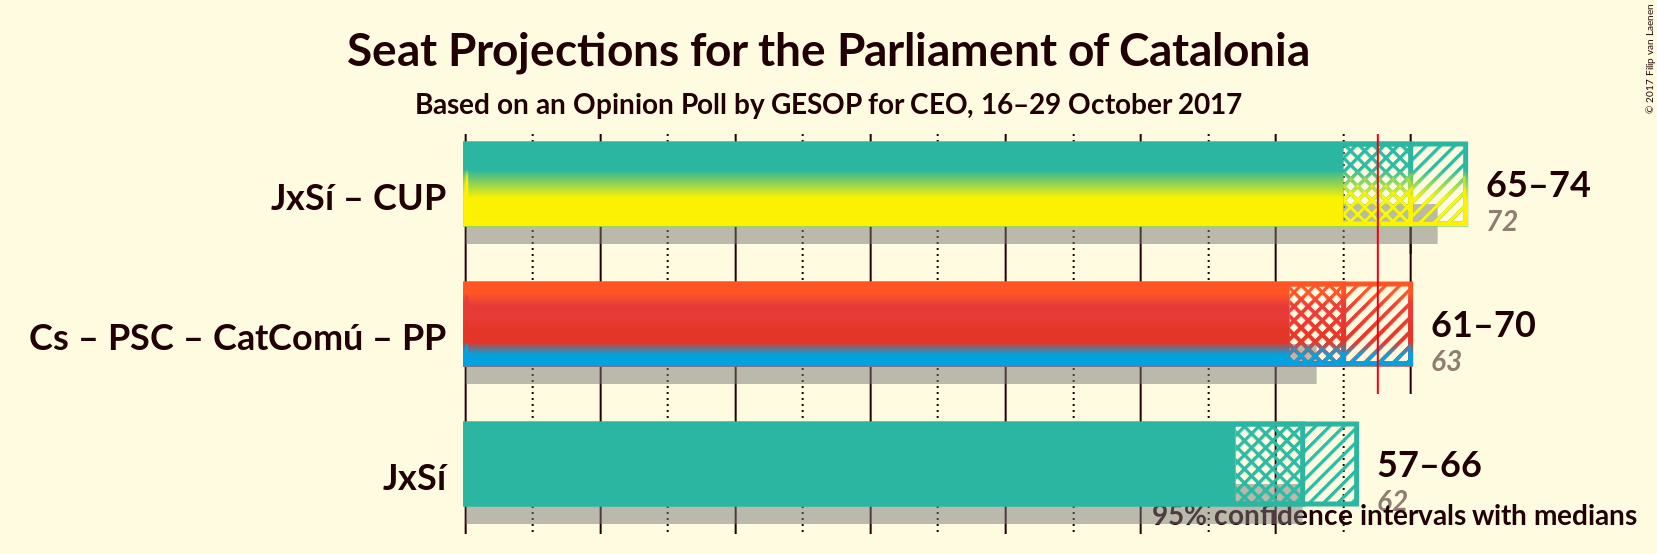 Seat Projections for the Parliament of Catalonia
Based on an Opinion Poll by GESOP for CEO, 16–29 October 2017
© 2017 Filip van Laenen
JxSí – CUP
65–74
72
Cs – PSC – CatComú – PP
61–70
63
JxSí
57–66
62
95% confidence intervals with medians